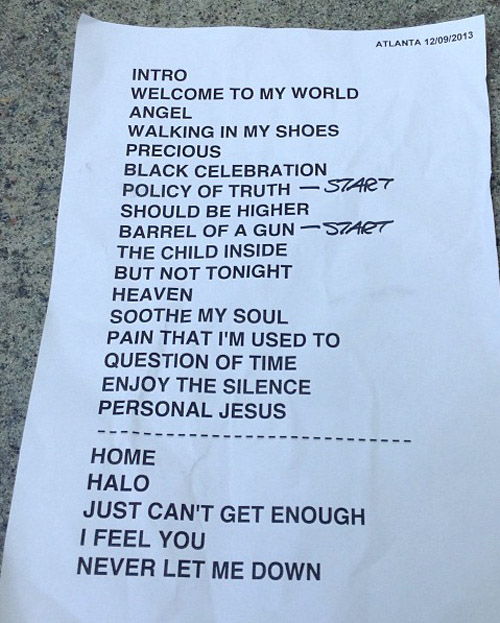 ATLANTA 12/09/2013
INTRO
WELCOME TO MY WORLD
ANGEL
WALKING IN MY SHOES
PRECIOUS
BLACK CELEBRATION
POLICY OF TRUTH — START
SHOULD BE HIGHER
BARREL OF A GUN — START
THE CHILD INSIDE
BUT NOT TONIGHT
HEAVEN
SOOTHE MY SOUL
PAIN THAT I'M USED TO
QUESTION OF TIME
ENJOY THE SILENCE
PERSONAL JESUS
HOME
HALO
JUST CAN'T GET ENOUGH
I FEEL YOU
NEVER LET ME DOWN